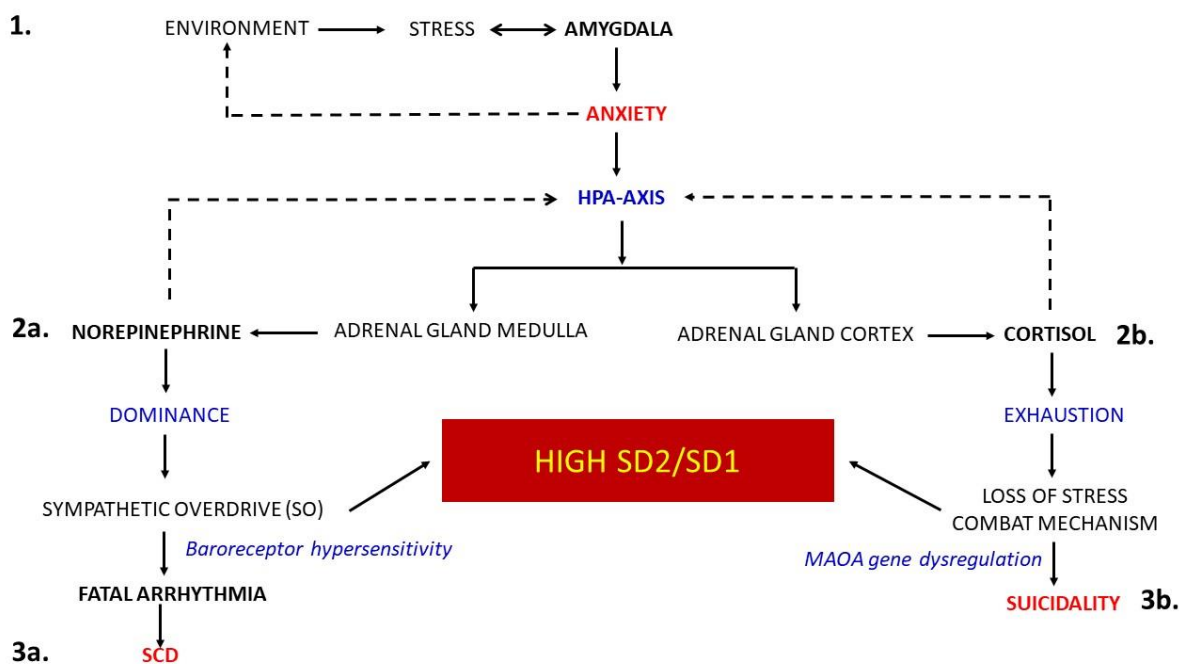 1.
ENVIRONMENT
STRESS
AMYGDALA
ANXIETY
HPA-AXIS
2a.
NOREPINEPHRINE
ADRENAL GLAND MEDULLA
ADRENAL GLAND CORTEX
CORTISOL
2b.
DOMINANCE
EXHAUSTION
HIGH SD2/SD1
SYMPATHETIC OVERDRIVE (SO)
LOSS OF STRESS
COMBAT MECHANISM
Baroreceptor hypersensitivity
MAOA gene dysregulation
FATAL ARRHYTHMIA
SUICIDALITY
3b.
3a.
SCD